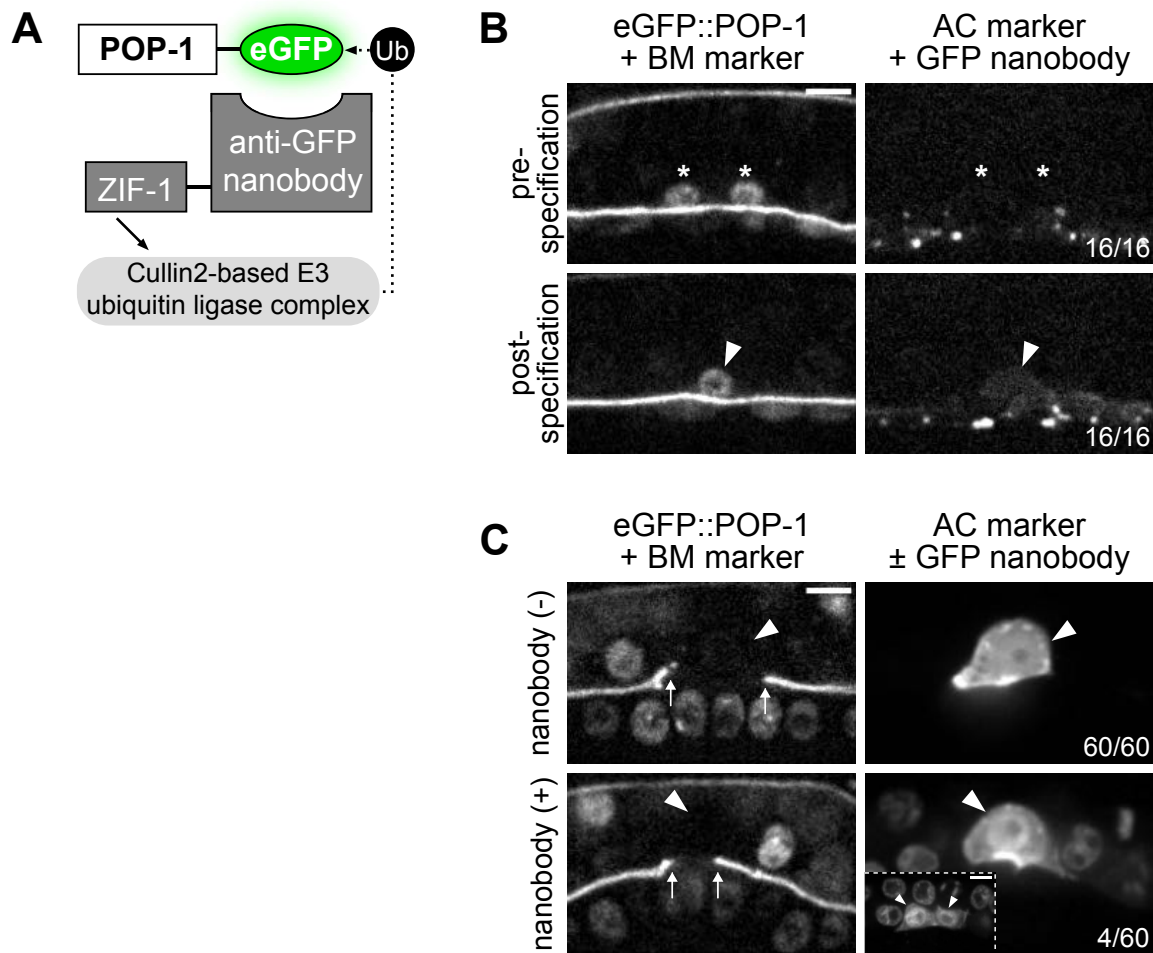 A
POP-1
eGFP
Ub
anti-GFP
nanobody
ZIF-1
Cullin2-based E3
ubiquitin ligase complex
B
eGFP::POP-1
+ BM marker
AC marker
+ GFP nanobody
pre-
specification
* *
* *
16/16
post-
specification
16/16
C
eGFP::POP-1
+ BM marker
AC marker
± GFP nanobody
nanobody (-)
60/60
nanobody (+)
4/60